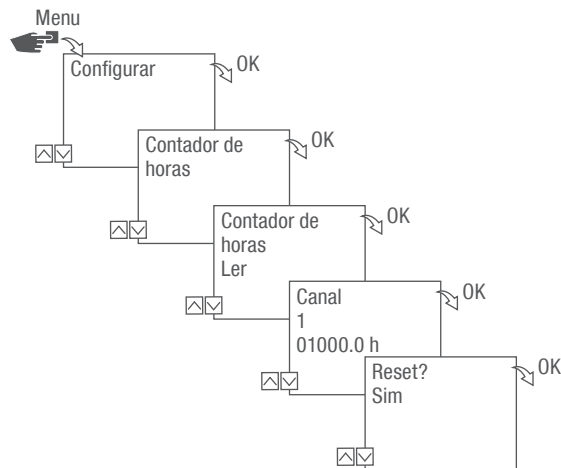 Menu
Configurar
OK
Contador de
horas
OK
Contador de
horas
Ler
OK
Canal
1
01000.0 h
OK
Reset?
Sim
OK